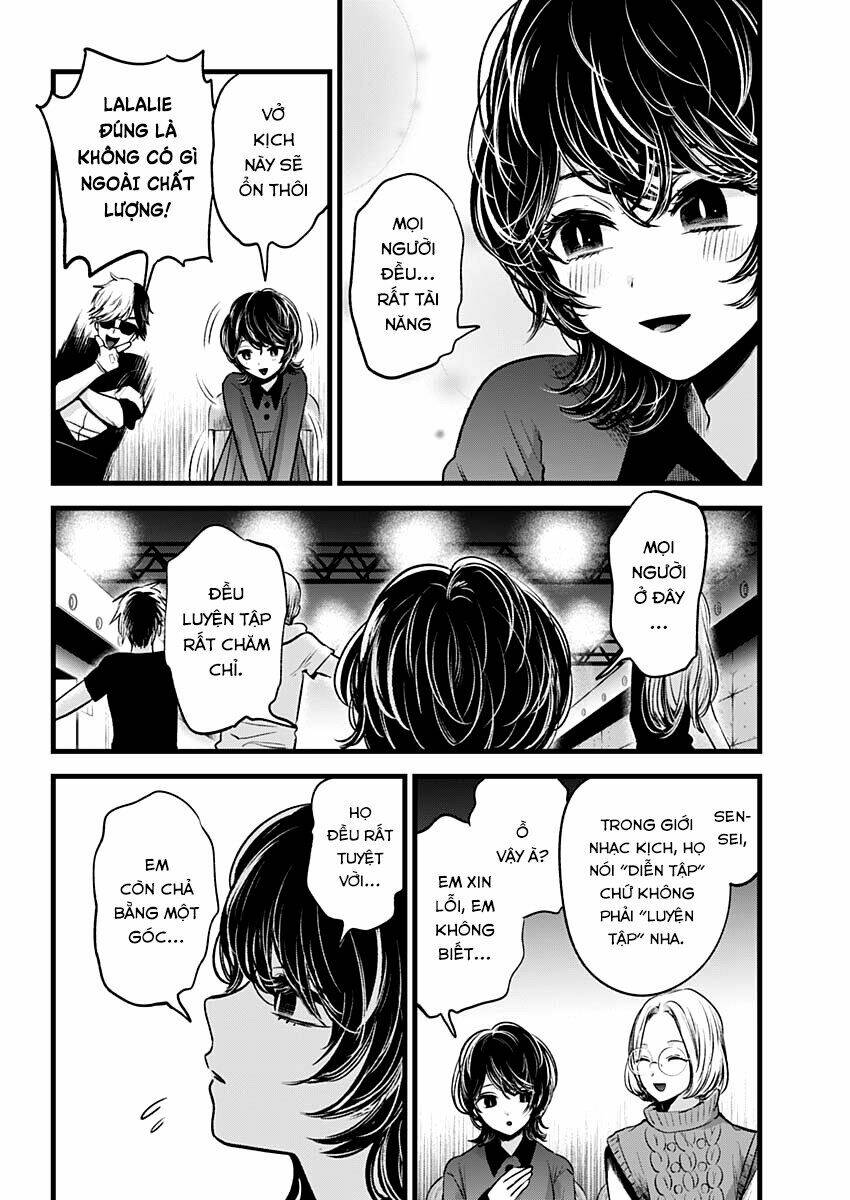 MỌI
NGƯỜI
ĐỀU...
RẤT TÀI
NĂNG
VỞ
KỊCH
NÀY SẼ
ỔN THÔI
LALALIE
ĐÚNG LÀ
KHÔNG CÓ GÌ
NGOÀI CHẤT
LƯỢNG!
MỌI
NGƯỜI
Ở ĐÂY
...
ĐỀU
LUYỆN TẬP
RẤT CHĂM
CHỈ.
SEN-
SEI,
TRONG GIỚI
NHẠC KỊCH, HỌ
NÓI "DIỄN TẬP"
CHỨ KHÔNG
PHẢI "LUYỆN
TẬP" NHA.
Ồ
VẬY À?
EM XIN
LỖI, EM
KHÔNG
BIẾT...
HỌ
ĐỀU RẤT
TUYỆT
VỜI...
EM
CÒN CHẢ
BẰNG MỘT
GÓC...